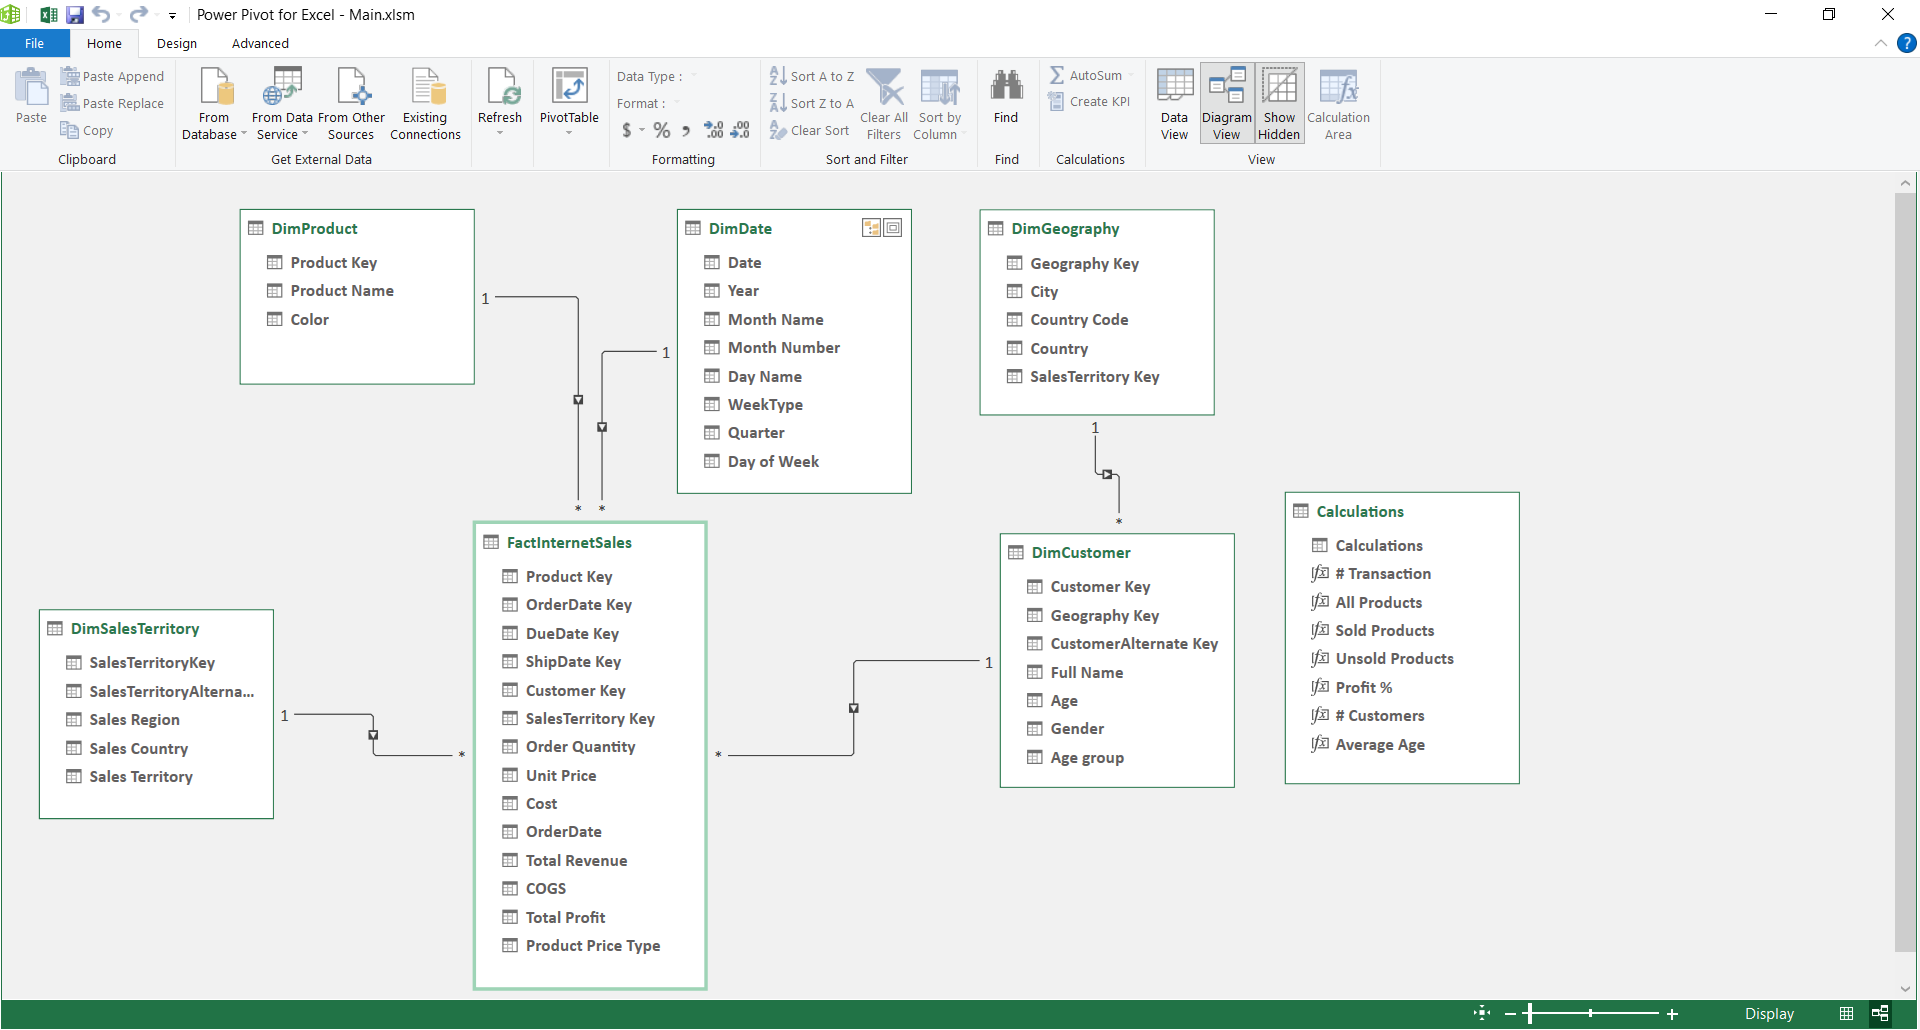 Power Pivot for Excel - Main.xlsm
File Home Design Advanced
Paste
Paste Append
Paste Replace
Copy
Clipboard
From Database
From Data Service
From Other Sources
Existing Connections
Get External Data
Refresh
PivotTable
Data Type :
Format :
$ % , .00 .00
Formatting
Sort A to Z
Sort Z to A
Clear Sort
Clear All Filters
Sort by Column
Sort and Filter
Find
Find
AutoSum
Create KPI
Calculations
Data View
Diagram View
Show Hidden
Calculation Area
View
DimProduct
Product Key
Product Name
Color
1
*
DimDate
Date
Year
Month Name
Month Number
Day Name
WeekType
Quarter
Day of Week
1
*
DimGeography
Geography Key
City
Country Code
Country
SalesTerritory Key
1
*
DimSalesTerritory
SalesTerritoryKey
SalesTerritoryAlterna...
Sales Region
Sales Country
Sales Territory
1
*
FactInternetSales
Product Key
OrderDate Key
DueDate Key
ShipDate Key
Customer Key
SalesTerritory Key
Order Quantity
Unit Price
Cost
OrderDate
Total Revenue
COGS
Total Profit
Product Price Type
*
1
DimCustomer
Customer Key
Geography Key
CustomerAlternate Key
Full Name
Age
Gender
Age group
Calculations
Calculations
# Transaction
All Products
Sold Products
Unsold Products
Profit %
# Customers
Average Age
Display